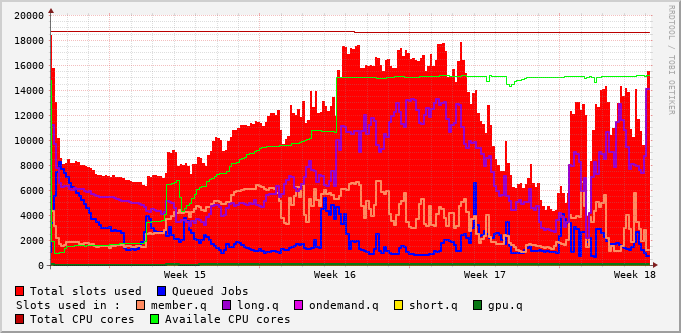 20000
18000
16000
14000
12000
10000
8000
6000
4000
2000
0
Week 15 Week 16 Week 17 Week 18
RRDTOOL / TOBI OETIKER
Total slots used Queued Jobs
Slots used in : member.q long.q ondemand.q short.q gpu.q
Total CPU cores Availale CPU cores